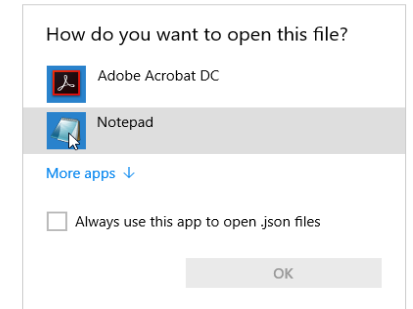 How do you want to open this file?
Adobe Acrobat DC
Notepad
More apps ↓
Always use this app to open .json files
OK